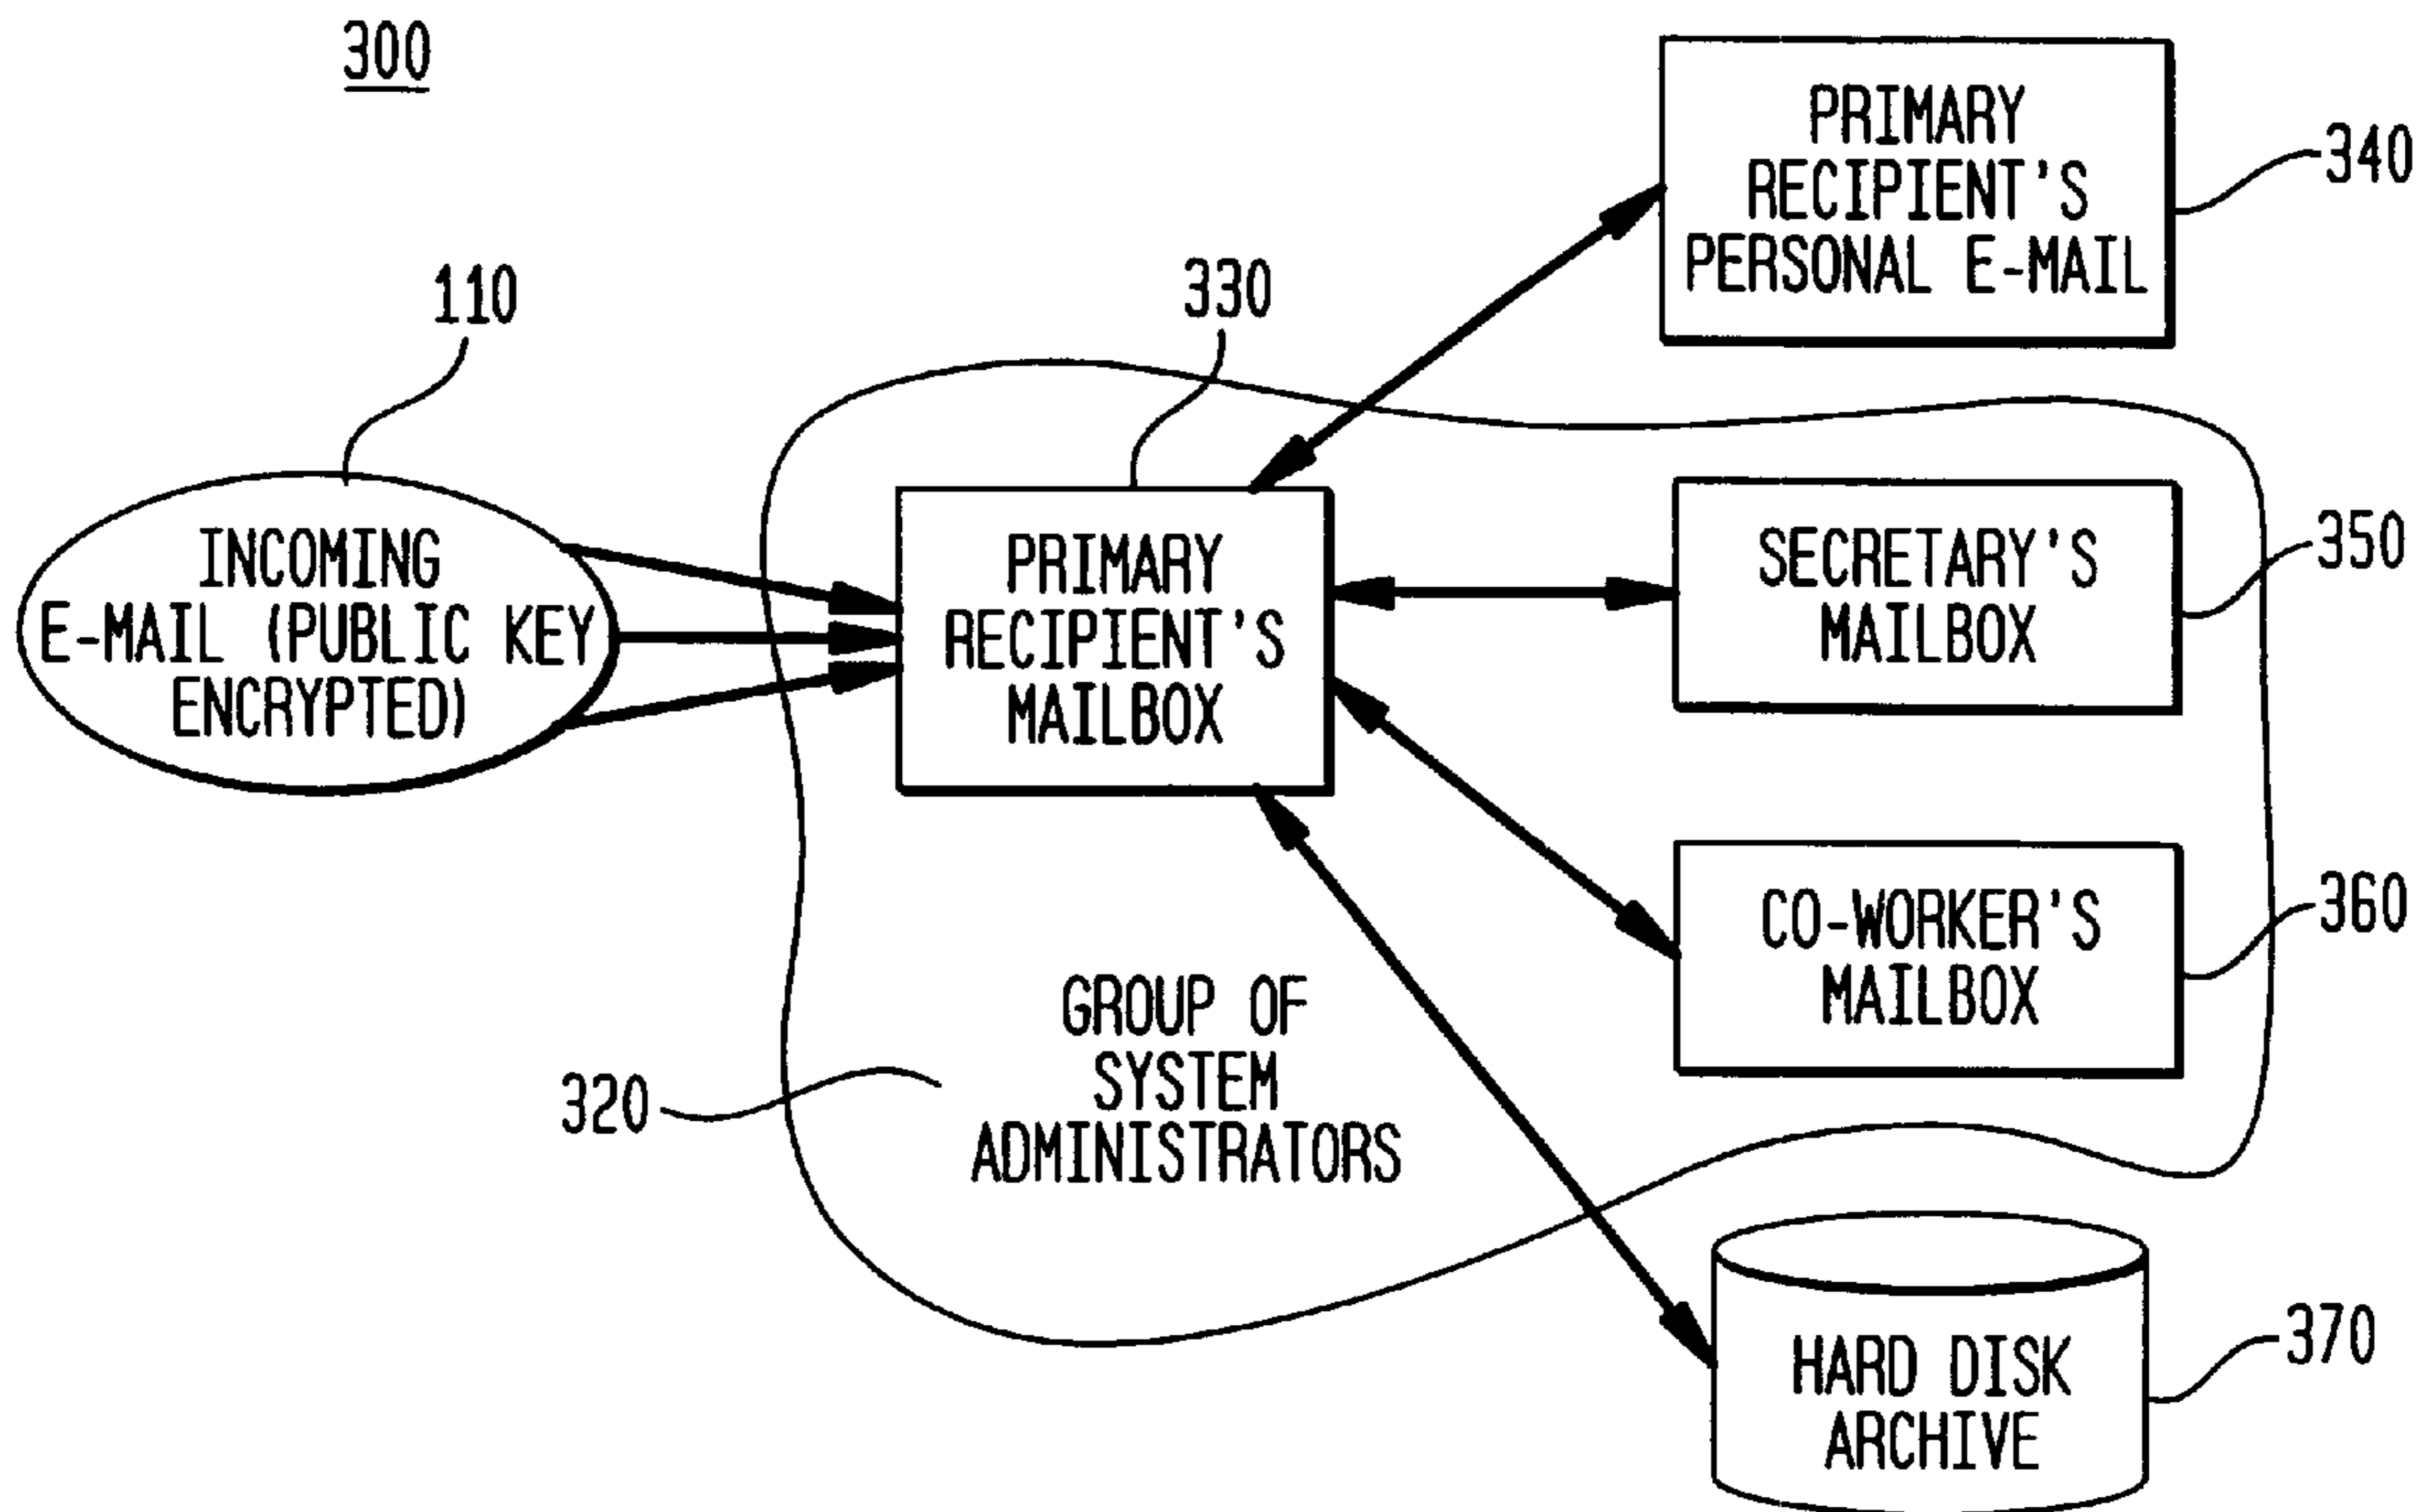 300
PRIMARY
RECIPIENT'S
PERSONAL E-MAIL
340
110
330
INCOMING
E-MAIL (PUBLIC KEY
ENCRYPTED)
PRIMARY
RECIPIENT'S
MAILBOX
SECRETARY'S
MAILBOX
350
CO-WORKER'S
MAILBOX
360
GROUP OF
SYSTEM
ADMINISTRATORS
320
HARD DISK
ARCHIVE
370